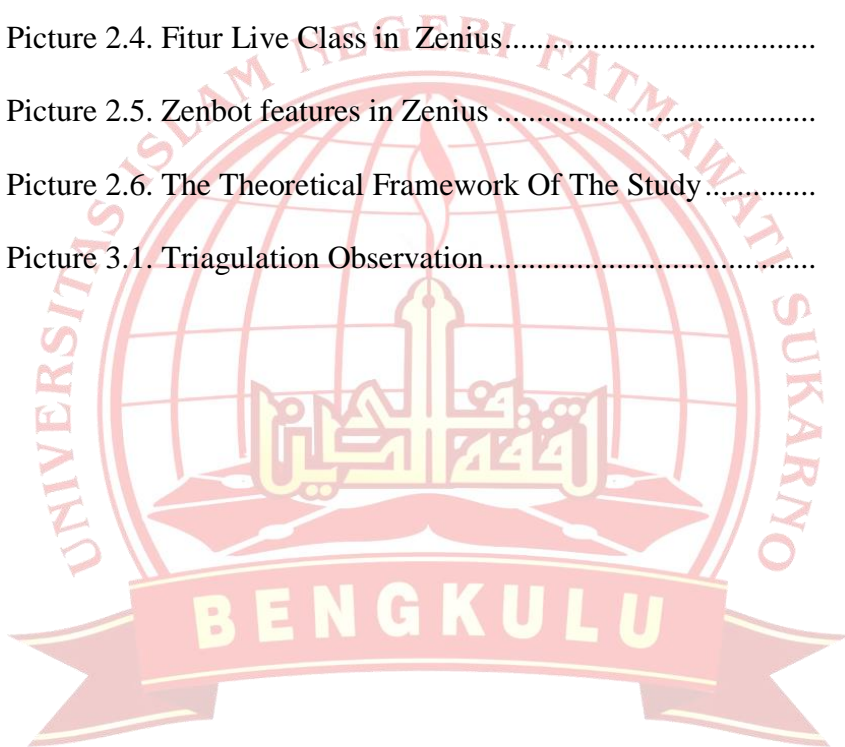 Picture 2.4. Fitur Live Class in Zenius....................................
Picture 2.5. Zenbot features in Zenius ....................................
Picture 2.6. The Theoretical Framework Of The Study..............
Picture 3.1. Triagulation Observation .....................................
UNIVERSITAS ISLAM NEGERI FATMAWATI SUKARNO
BENGKULU